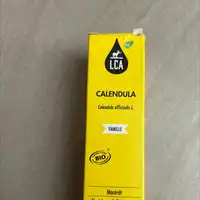 LCA
CALENDULA
Calendula officinalis L.
FAMILLE
BIO
Macérât